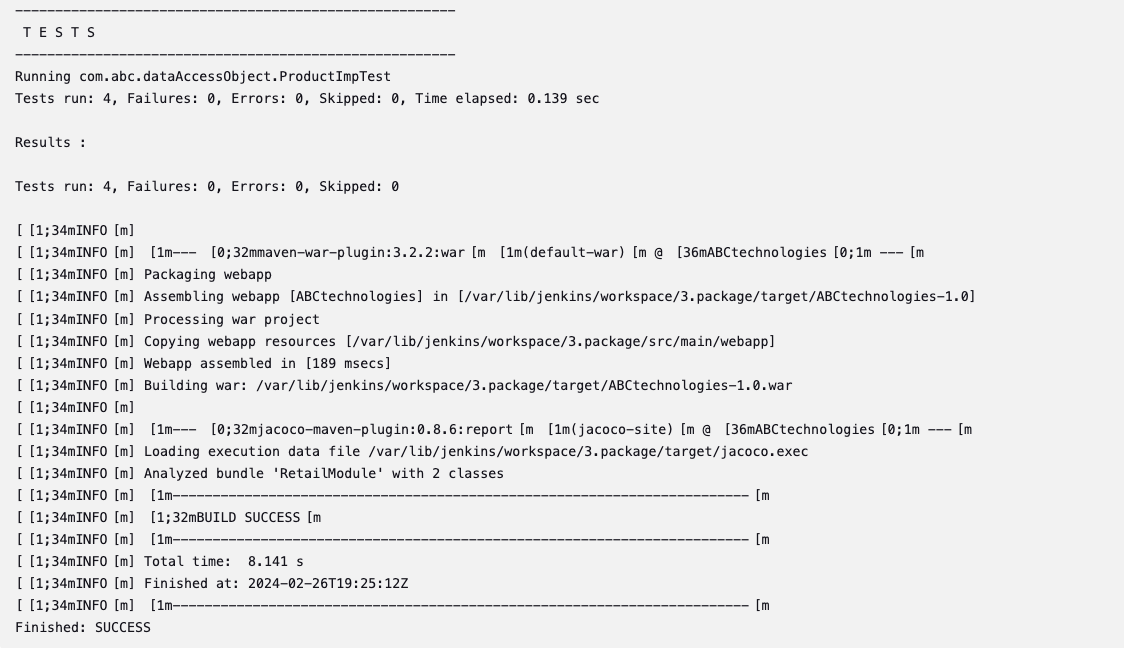 -------------------------------------------------------
 T E S T S
-------------------------------------------------------
Running com.abc.dataAccessObject.ProductImpTest
Tests run: 4, Failures: 0, Errors: 0, Skipped: 0, Time elapsed: 0.139 sec

Results :

Tests run: 4, Failures: 0, Errors: 0, Skipped: 0

[ [1;34mINFO [m]
[ [1;34mINFO [m]  [1m---  [0;32mmaven-war-plugin:3.2.2:war [m  [1m(default-war) [m @  [36mABCtechnologies [0;1m --- [m
[ [1;34mINFO [m] Packaging webapp
[ [1;34mINFO [m] Assembling webapp [ABCtechnologies] in [/var/lib/jenkins/workspace/3.package/target/ABCtechnologies-1.0]
[ [1;34mINFO [m] Processing war project
[ [1;34mINFO [m] Copying webapp resources [/var/lib/jenkins/workspace/3.package/src/main/webapp]
[ [1;34mINFO [m] Webapp assembled in [189 msecs]
[ [1;34mINFO [m] Building war: /var/lib/jenkins/workspace/3.package/target/ABCtechnologies-1.0.war
[ [1;34mINFO [m]
[ [1;34mINFO [m]  [1m---  [0;32mjacoco-maven-plugin:0.8.6:report [m  [1m(jacoco-site) [m @  [36mABCtechnologies [0;1m --- [m
[ [1;34mINFO [m] Loading execution data file /var/lib/jenkins/workspace/3.package/target/jacoco.exec
[ [1;34mINFO [m] Analyzed bundle 'RetailModule' with 2 classes
[ [1;34mINFO [m]  [1m------------------------------------------------------------------------ [m
[ [1;34mINFO [m]  [1;32mBUILD SUCCESS [m
[ [1;34mINFO [m]  [1m------------------------------------------------------------------------ [m
[ [1;34mINFO [m] Total time:  8.141 s
[ [1;34mINFO [m] Finished at: 2024-02-26T19:25:12Z
[ [1;34mINFO [m]  [1m------------------------------------------------------------------------ [m
Finished: SUCCESS